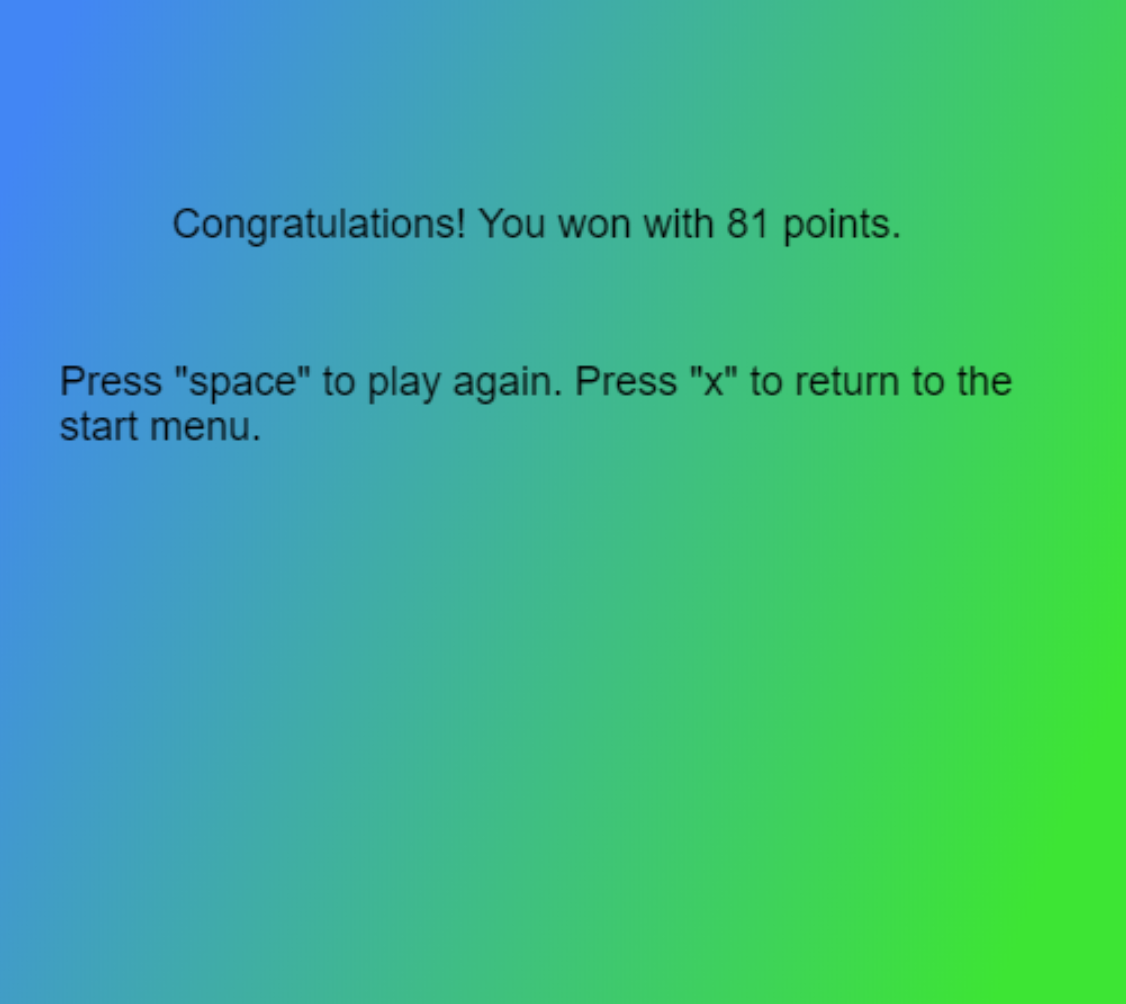 Congratulations! You won with 81 points.
Press "space" to play again. Press "x" to return to the
start menu.